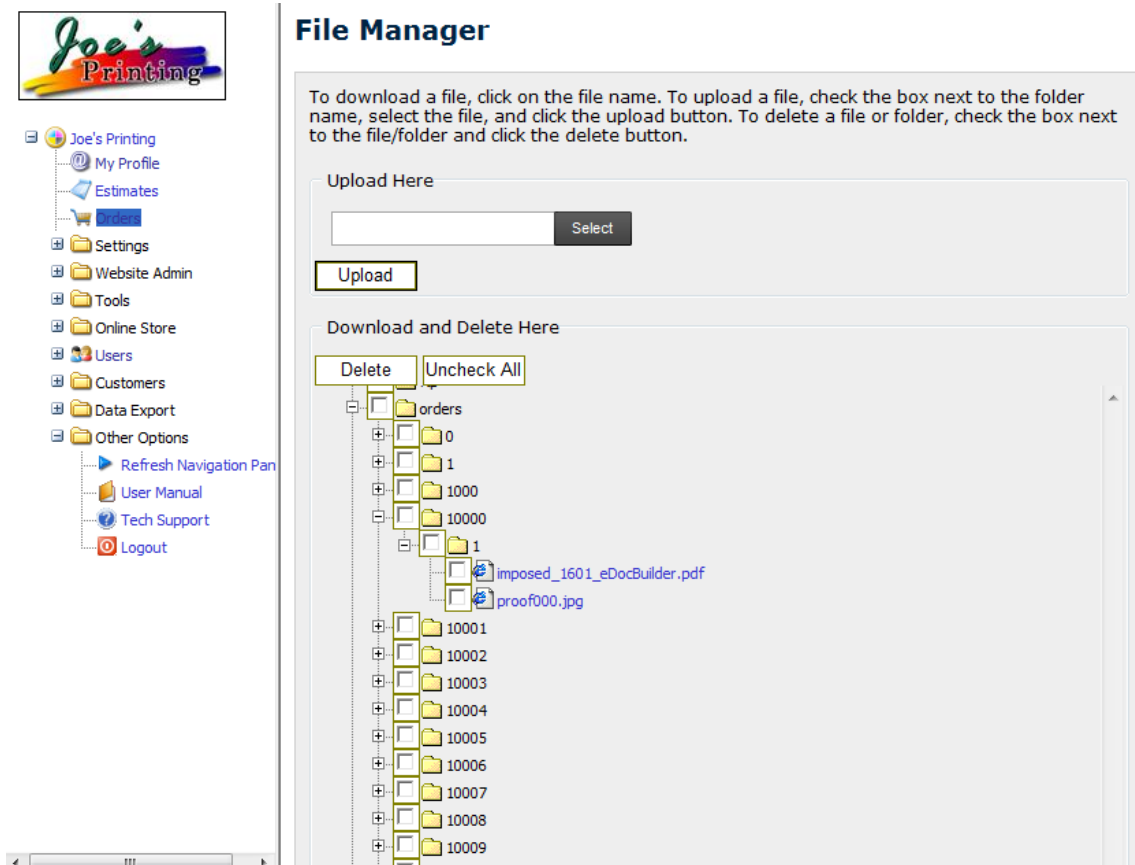 Joe's
Printing
Joe's Printing
My Profile
Estimates
Orders
Settings
Website Admin
Tools
Online Store
Users
Customers
Data Export
Other Options
Refresh Navigation Pan
User Manual
Tech Support
Logout
File Manager
To download a file, click on the file name. To upload a file, check the box next to the folder
name, select the file, and click the upload button. To delete a file or folder, check the box next
to the file/folder and click the delete button.
Upload Here
Select
Upload
Download and Delete Here
Delete
Uncheck All
orders
0
1
1000
10000
1
imposed_1601_eDocBuilder.pdf
proof000.jpg
10001
10002
10003
10004
10005
10006
10007
10008
10009